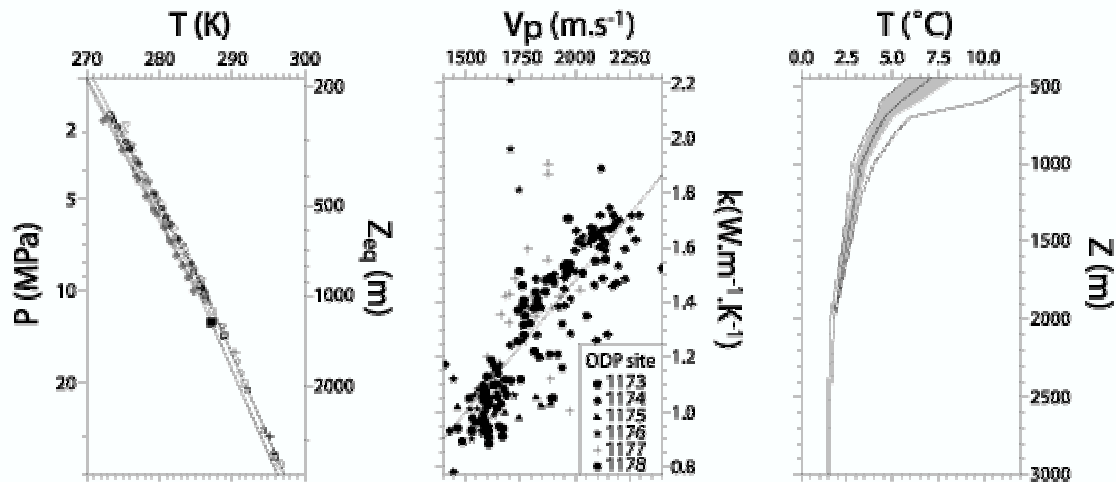 T (K)
270 280 290 300
2
5
10
20
P (MPa)
200
500
1000
2000
Zeq (m)
Vp (m.s⁻¹)
1500 1750 2000 2250
2.2
2.0
1.8
1.6
1.4
1.2
1.0
0.8
k(W.m⁻¹.K⁻¹)
ODP site
1173
1174
1175
1176
1177
1178
T (˚C)
0.0 2.5 5.0 7.5 10.0
500
1000
1500
2000
2500
3000
Z (m)